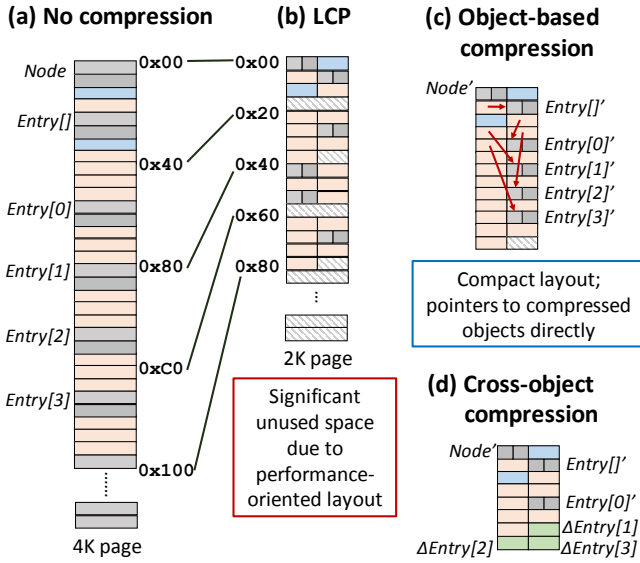 (a) No compression
Node
Entry[]
Entry[0]
Entry[1]
Entry[2]
Entry[3]
0x00
0x40
0x80
0xC0
0x100
4K page
(b) LCP
0x00
0x20
0x40
0x60
0x80
2K page
Significant
unused space
due to
performance-
oriented layout
(c) Object-based
compression
Node’
Entry[]’
Entry[0]’
Entry[1]’
Entry[2]’
Entry[3]’
Compact layout;
pointers to compressed
objects directly
(d) Cross-object
compression
Node’
Entry[]’
Entry[0]’
ΔEntry[1]
ΔEntry[2]
ΔEntry[3]